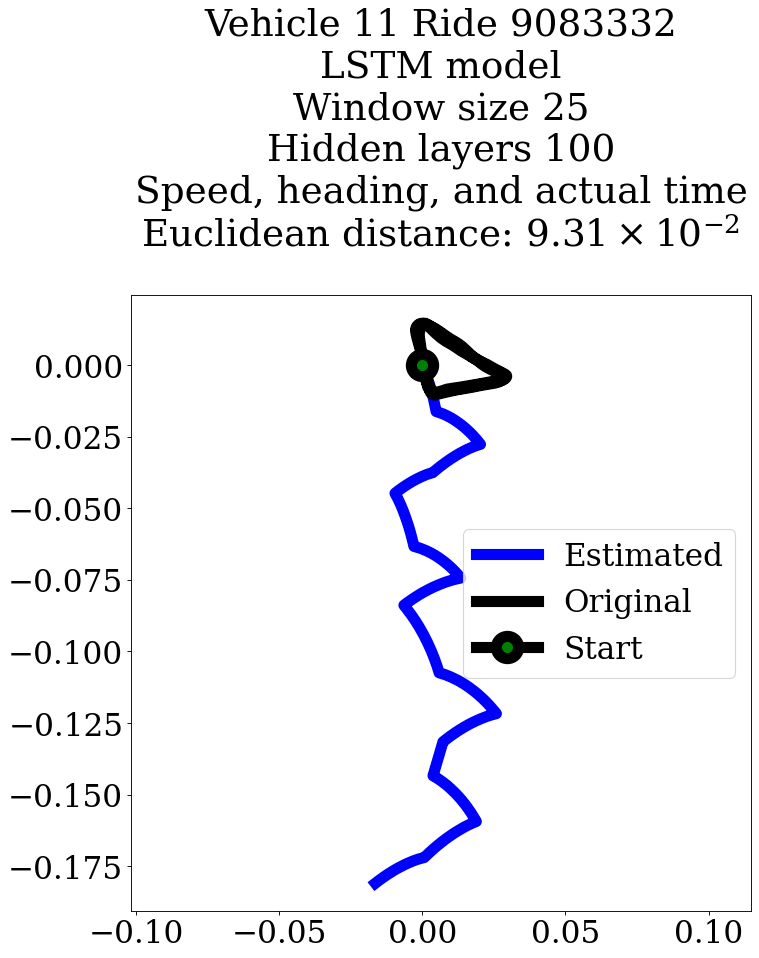 Vehicle 11 Ride 9083332
LSTM model
Window size 25
Hidden layers 100
Speed, heading, and actual time
Euclidean distance: 9.31 × 10⁻²
0.000
−0.025
−0.050
−0.075
−0.100
−0.125
−0.150
−0.175
Estimated
Original
Start
−0.10 −0.05 0.00 0.05 0.10